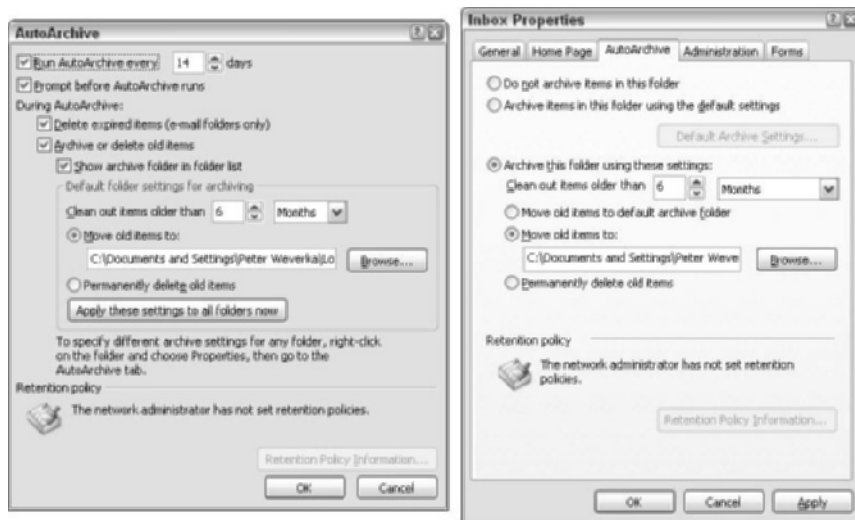 AutoArchive
Run AutoArchive every 14 days
Prompt before AutoArchive runs
During AutoArchive:
Delete expired items (e-mail folders only)
Archive or delete old items
Show archive folder in folder list
Default folder settings for archiving
Clean out items older than 6 Months
Move old items to:
C:\Documents and Settings\Peter Weverka\Lo Browse...
Permanently delete old items
Apply these settings to all folders now
To specify different archive settings for any folder, right-click
on the folder and choose Properties, then go to the
AutoArchive tab.
Retention policy
The network administrator has not set retention policies.
Retention Policy Information...
OK Cancel
Inbox Properties
General Home Page AutoArchive Administration Forms
Do not archive items in this folder
Archive items in this folder using the default settings
Default Archive Settings...
Archive this folder using these settings:
Clean out items older than 6 Months
Move old items to default archive folder
Move old items to:
C:\Documents and Settings\Peter Weve Browse...
Permanently delete old items
Retention policy
The network administrator has not set retention
policies.
Retention Policy Information...
OK Cancel Apply